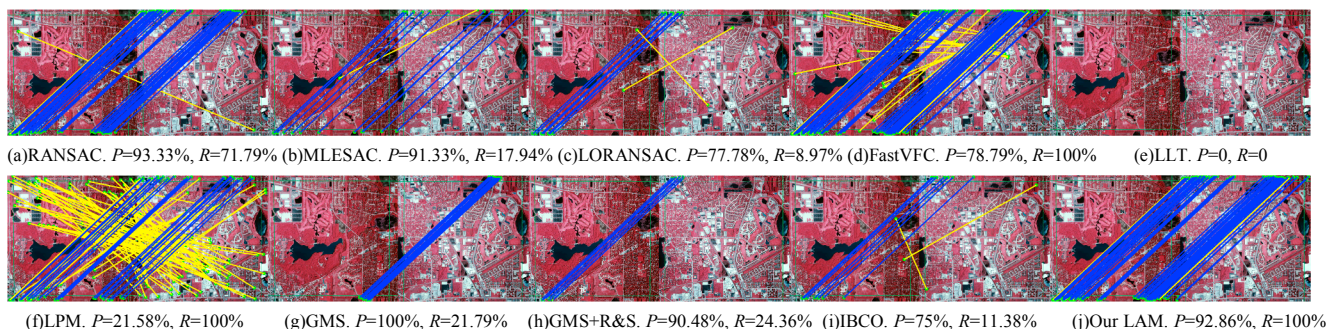 (a)RANSAC. P=93.33%, R=71.79% (b)MLESAC. P=91.33%, R=17.94% (c)LORANSAC. P=77.78%, R=8.97% (d)FastVFC. P=78.79%, R=100% (e)LLT. P=0, R=0
(f)LPM. P=21.58%, R=100% (g)GMS. P=100%, R=21.79% (h)GMS+R&S. P=90.48%, R=24.36% (i)IBCO. P=75%, R=11.38% (j)Our LAM. P=92.86%, R=100%